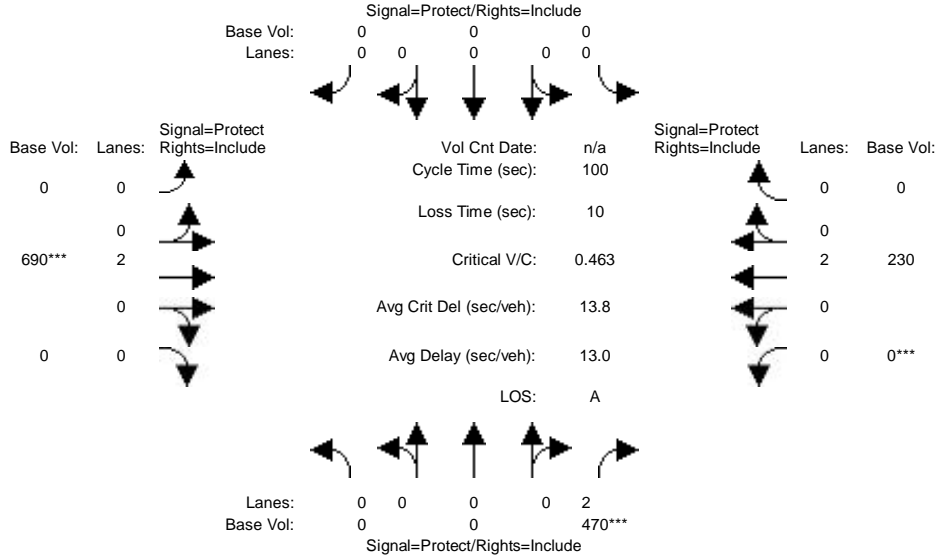 Signal=Protect/Rights=Include
Base Vol: 0 0 0
Lanes: 0 0 0 0 0
Signal=Protect Signal=Protect
Base Vol: Lanes: Rights=Include Vol Cnt Date: n/a Rights=Include Lanes: Base Vol:
Cycle Time (sec): 100
0 0 0 0
Loss Time (sec): 10
0 0
690*** 2 Critical V/C: 0.463 2 230
0 Avg Crit Del (sec/veh): 13.8 0
0 0 Avg Delay (sec/veh): 13.0 0 0***
LOS: A
Lanes: 0 0 0 0 2
Base Vol: 0 0 470***
Signal=Protect/Rights=Include